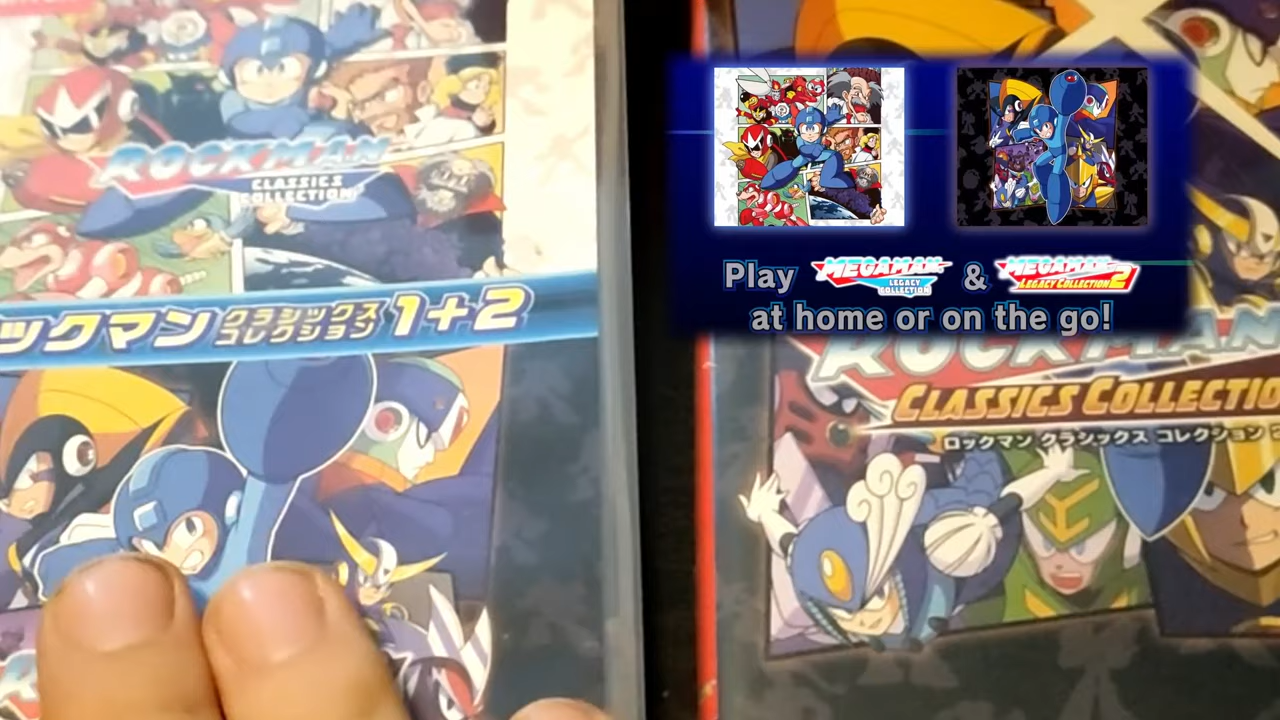 ROCKMAN
CLASSICS
COLLECTION
ックマン クラシックス コレクション 1+2
Play MEGAMAN LEGACY COLLECTION & MEGAMAN LEGACY COLLECTION 2
at home or on the go!
ROCKMAN
CLASSICS COLLECTIO
ロックマン クラシックス コレクション